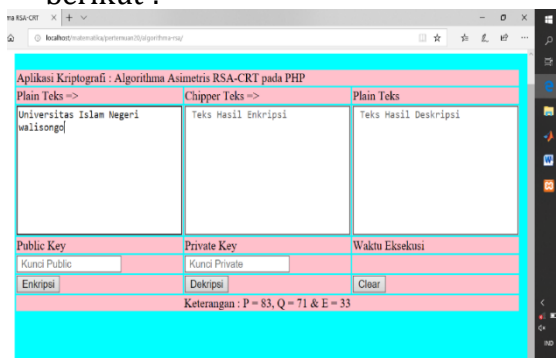 berikut :
ma RSA-CRT
localhost/matematika/pertemuan20/algorithma-rsa/
Aplikasi Kriptografi : Algorithma Asimetris RSA-CRT pada PHP
Plain Teks => Chipper Teks => Plain Teks
Universitas Islam Negeri Teks Hasil Enkripsi Teks Hasil Deskripsi
walisongo
Public Key Private Key Waktu Eksekusi
Kunci Public Kunci Private
Enkripsi Dekripsi Clear
Keterangan : P = 83, Q = 71 & E = 33
IND